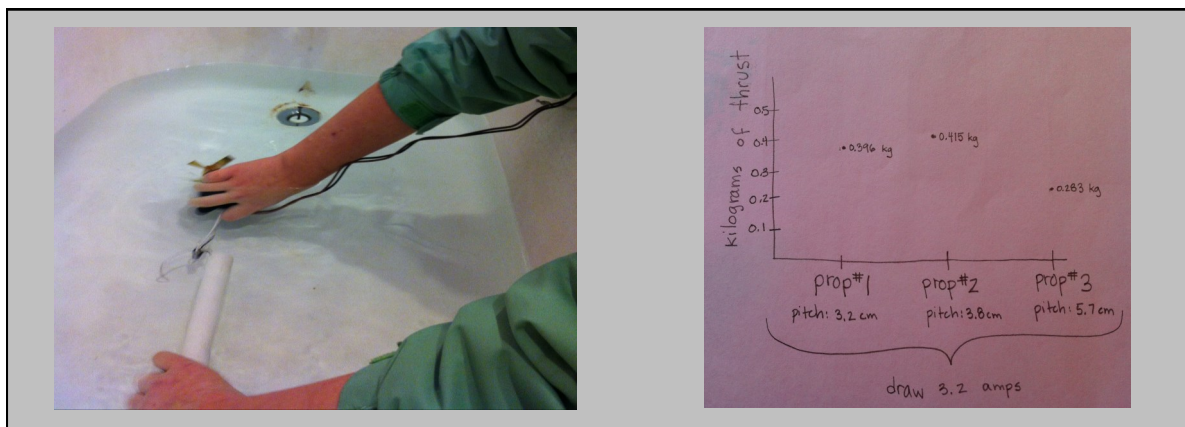 kilograms of thrust
0.5
0.4
0.3
0.2
0.1
0.396 kg
0.415 kg
0.283 kg
prop#1
prop#2
prop#3
pitch: 3.2 cm
pitch: 3.8 cm
pitch: 5.7 cm
draw 3.2 amps